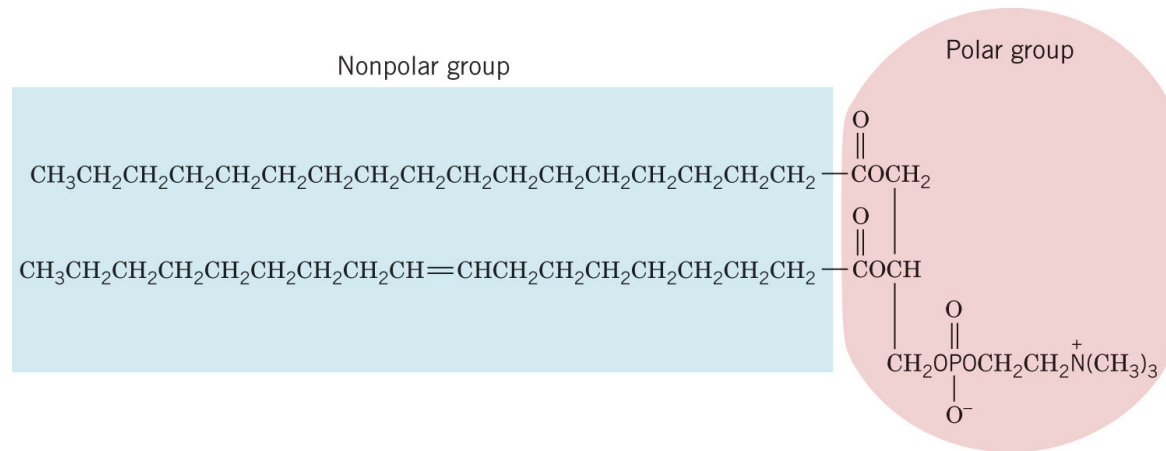 Nonpolar group
Polar group
O
CH₃CH₂CH₂CH₂CH₂CH₂CH₂CH₂CH₂CH₂CH₂CH₂CH₂CH₂CH₂CH₂CH₂—COCH₂
O
CH₃CH₂CH₂CH₂CH₂CH₂CH₂CH₂CH=CHCH₂CH₂CH₂CH₂CH₂CH₂CH₂—COCH
O
CH₂OPOCH₂CH₂N⁺(CH₃)₃
O⁻